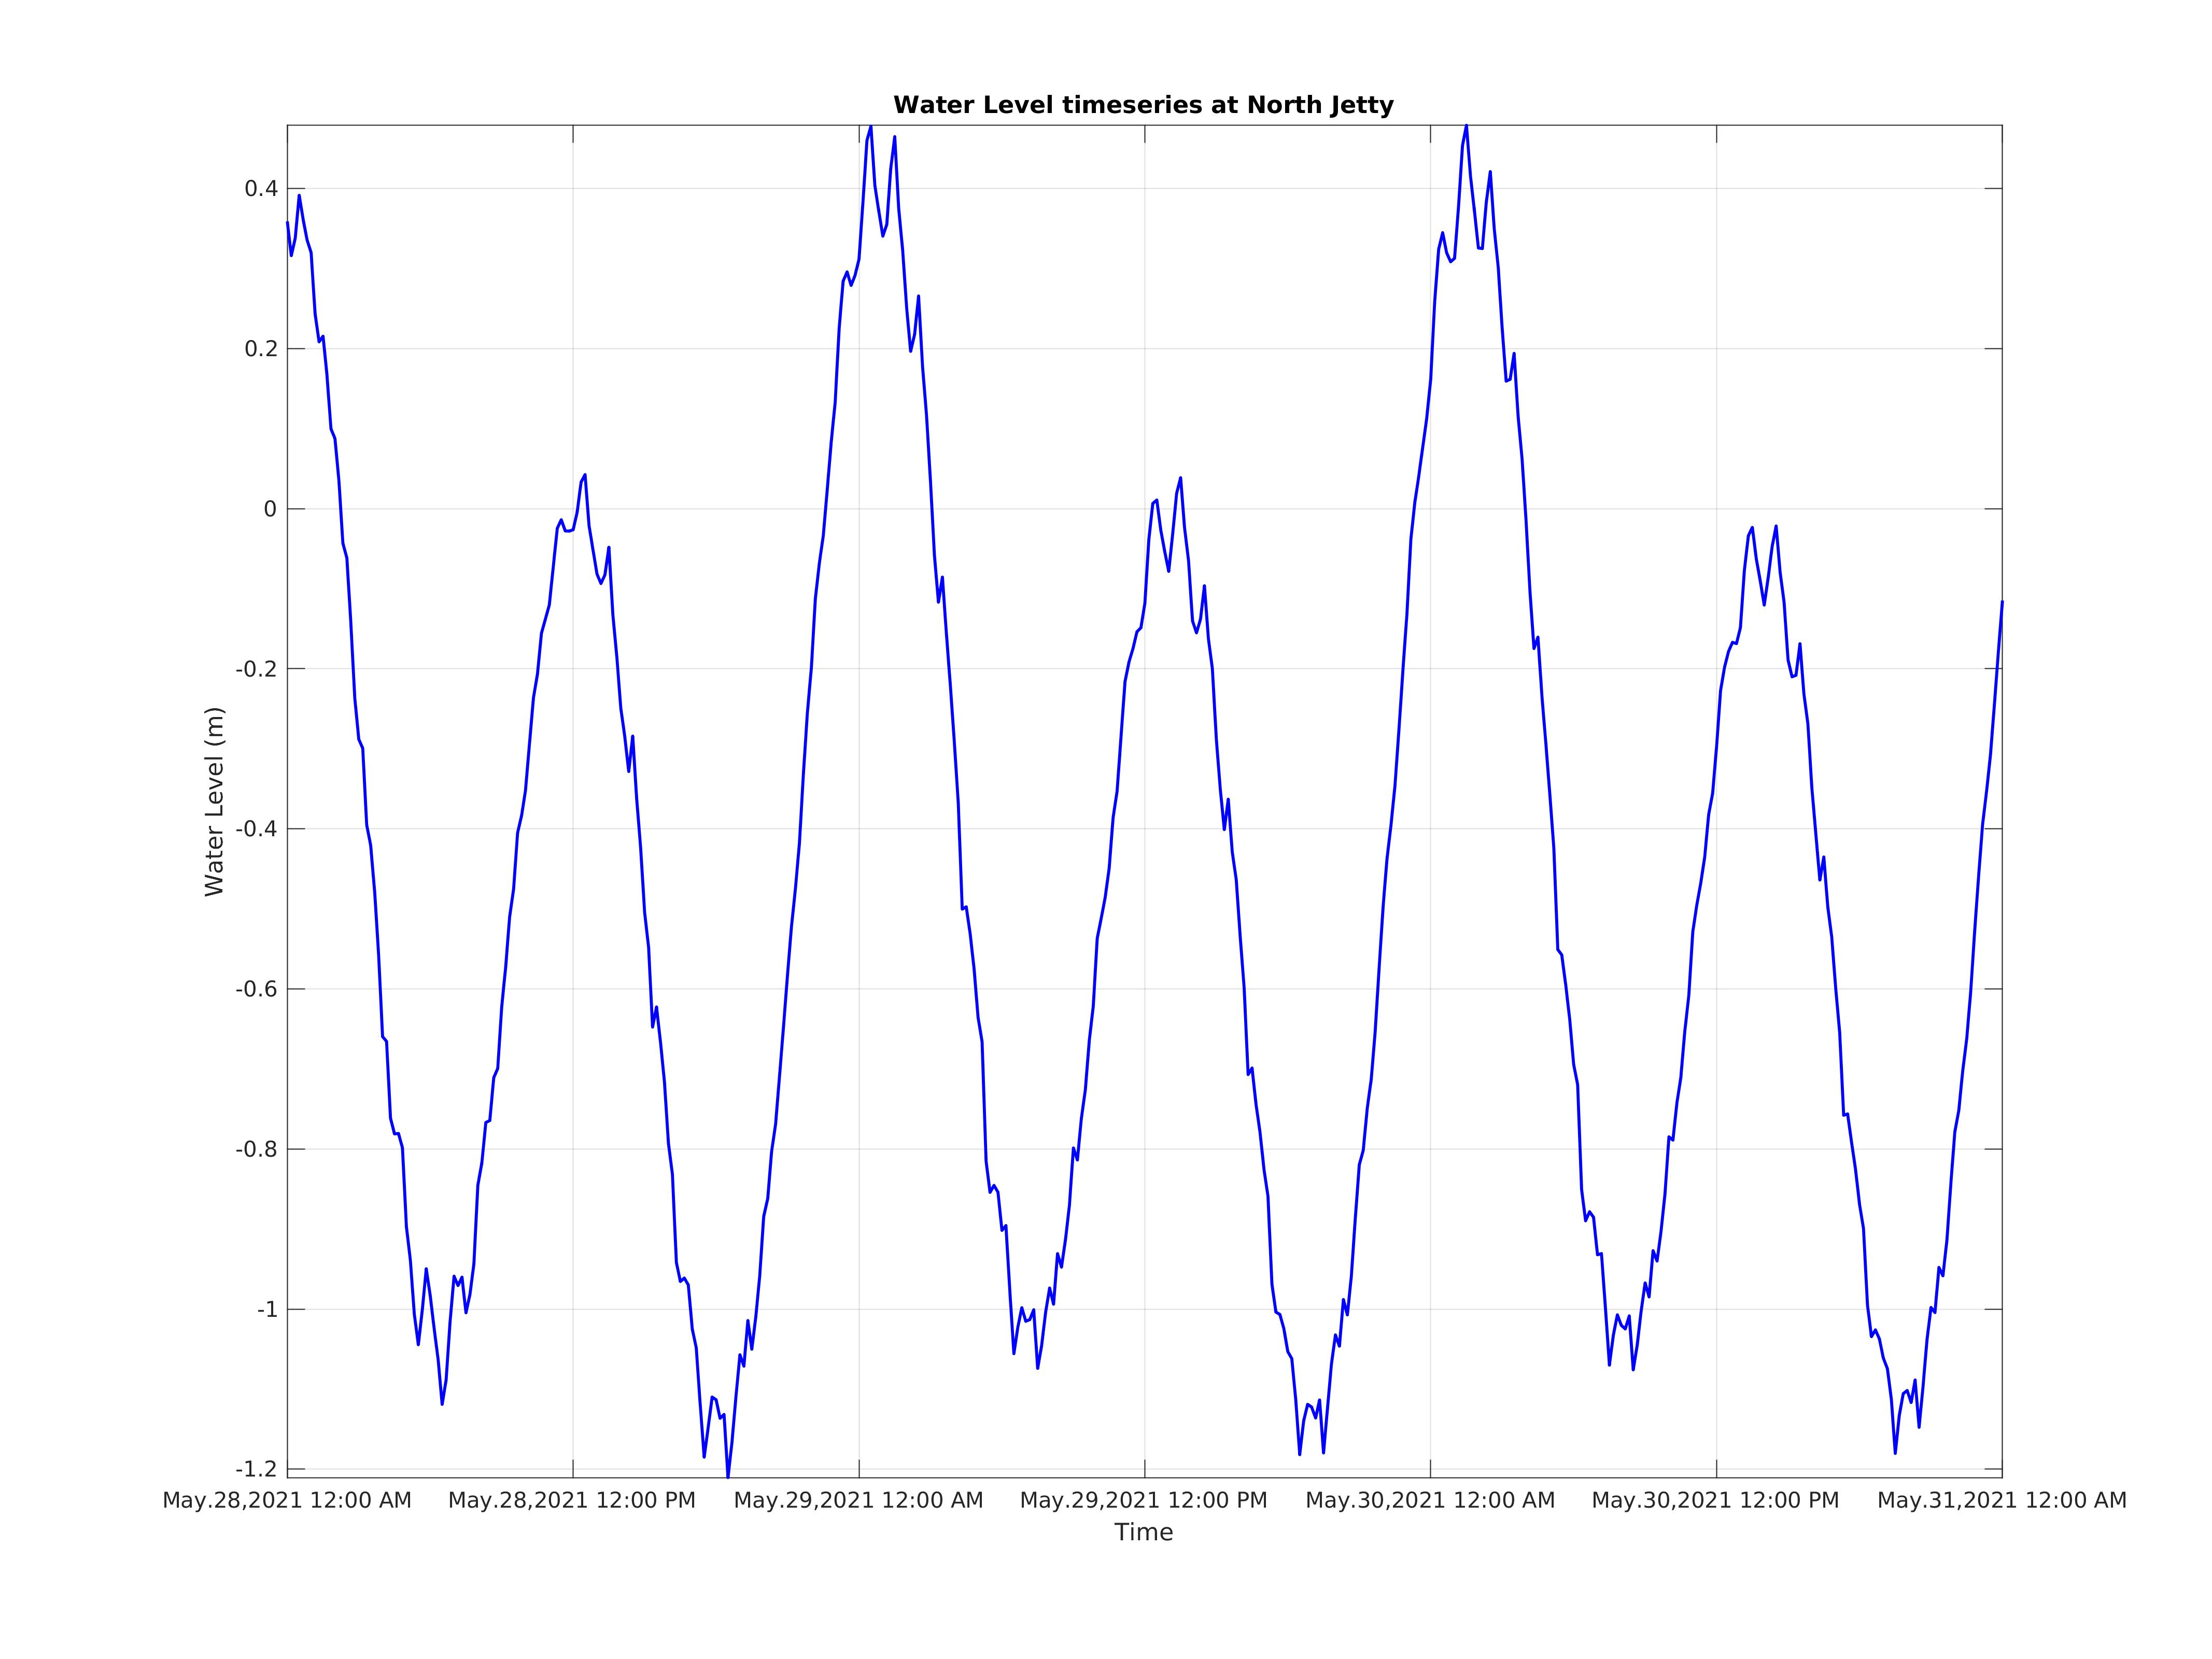 Water Level timeseries at North Jetty
0.4
0.2
0
-0.2
-0.4
-0.6
-0.8
-1
-1.2
Water Level (m)
May.28,2021 12:00 AM May.28,2021 12:00 PM May.29,2021 12:00 AM May.29,2021 12:00 PM May.30,2021 12:00 AM May.30,2021 12:00 PM May.31,2021 12:00 AM
Time